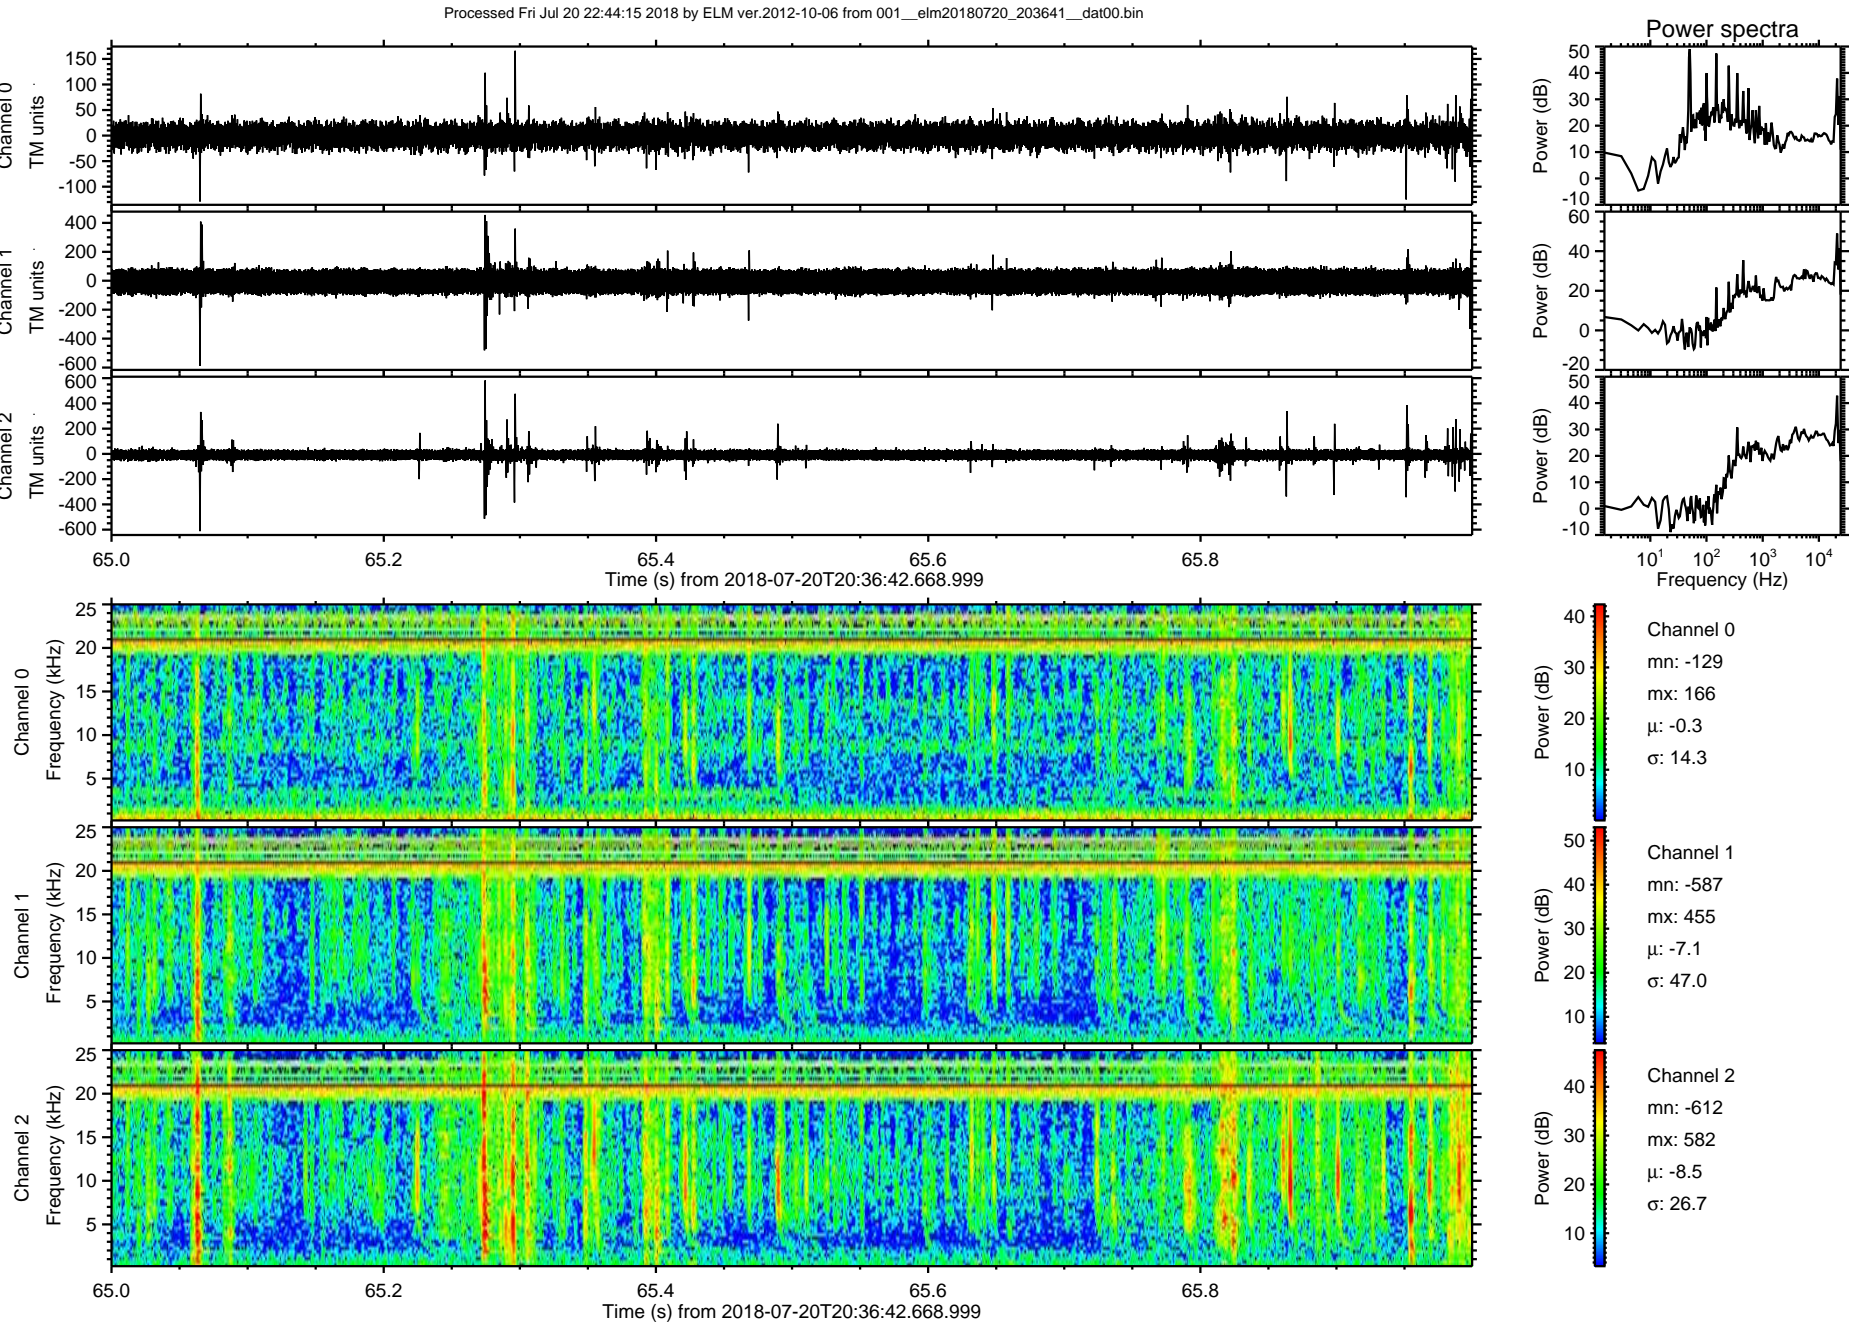 Processed Fri Jul 20 22:44:15 2018 by ELM ver.2012-10-06 from 001__elm20180720_203641__dat00.bin
Power spectra
Channel 0
TM units
150
100
50
0
-50
-100
Power (dB)
50
40
30
20
10
0
-10
Channel 1
TM units
400
200
0
-200
-400
-600
Power (dB)
60
40
20
0
-20
Channel 2
TM units
600
400
200
0
-200
-400
-600
Power (dB)
50
40
30
20
10
0
-10
65.0 65.2 65.4 65.6 65.8
Time (s) from 2018-07-20T20:36:42.668.999
10^1 10^2 10^3 10^4
Frequency (Hz)
Channel 0
Frequency (kHz)
25
20
15
10
5
Power (dB)
40
30
20
10
Channel 0
mn: -129
mx: 166
μ: -0.3
σ: 14.3
Channel 1
Frequency (kHz)
25
20
15
10
5
Power (dB)
50
40
30
20
10
Channel 1
mn: -587
mx: 455
μ: -7.1
σ: 47.0
Channel 2
Frequency (kHz)
25
20
15
10
5
Power (dB)
40
30
20
10
Channel 2
mn: -612
mx: 582
μ: -8.5
σ: 26.7
65.0 65.2 65.4 65.6 65.8
Time (s) from 2018-07-20T20:36:42.668.999